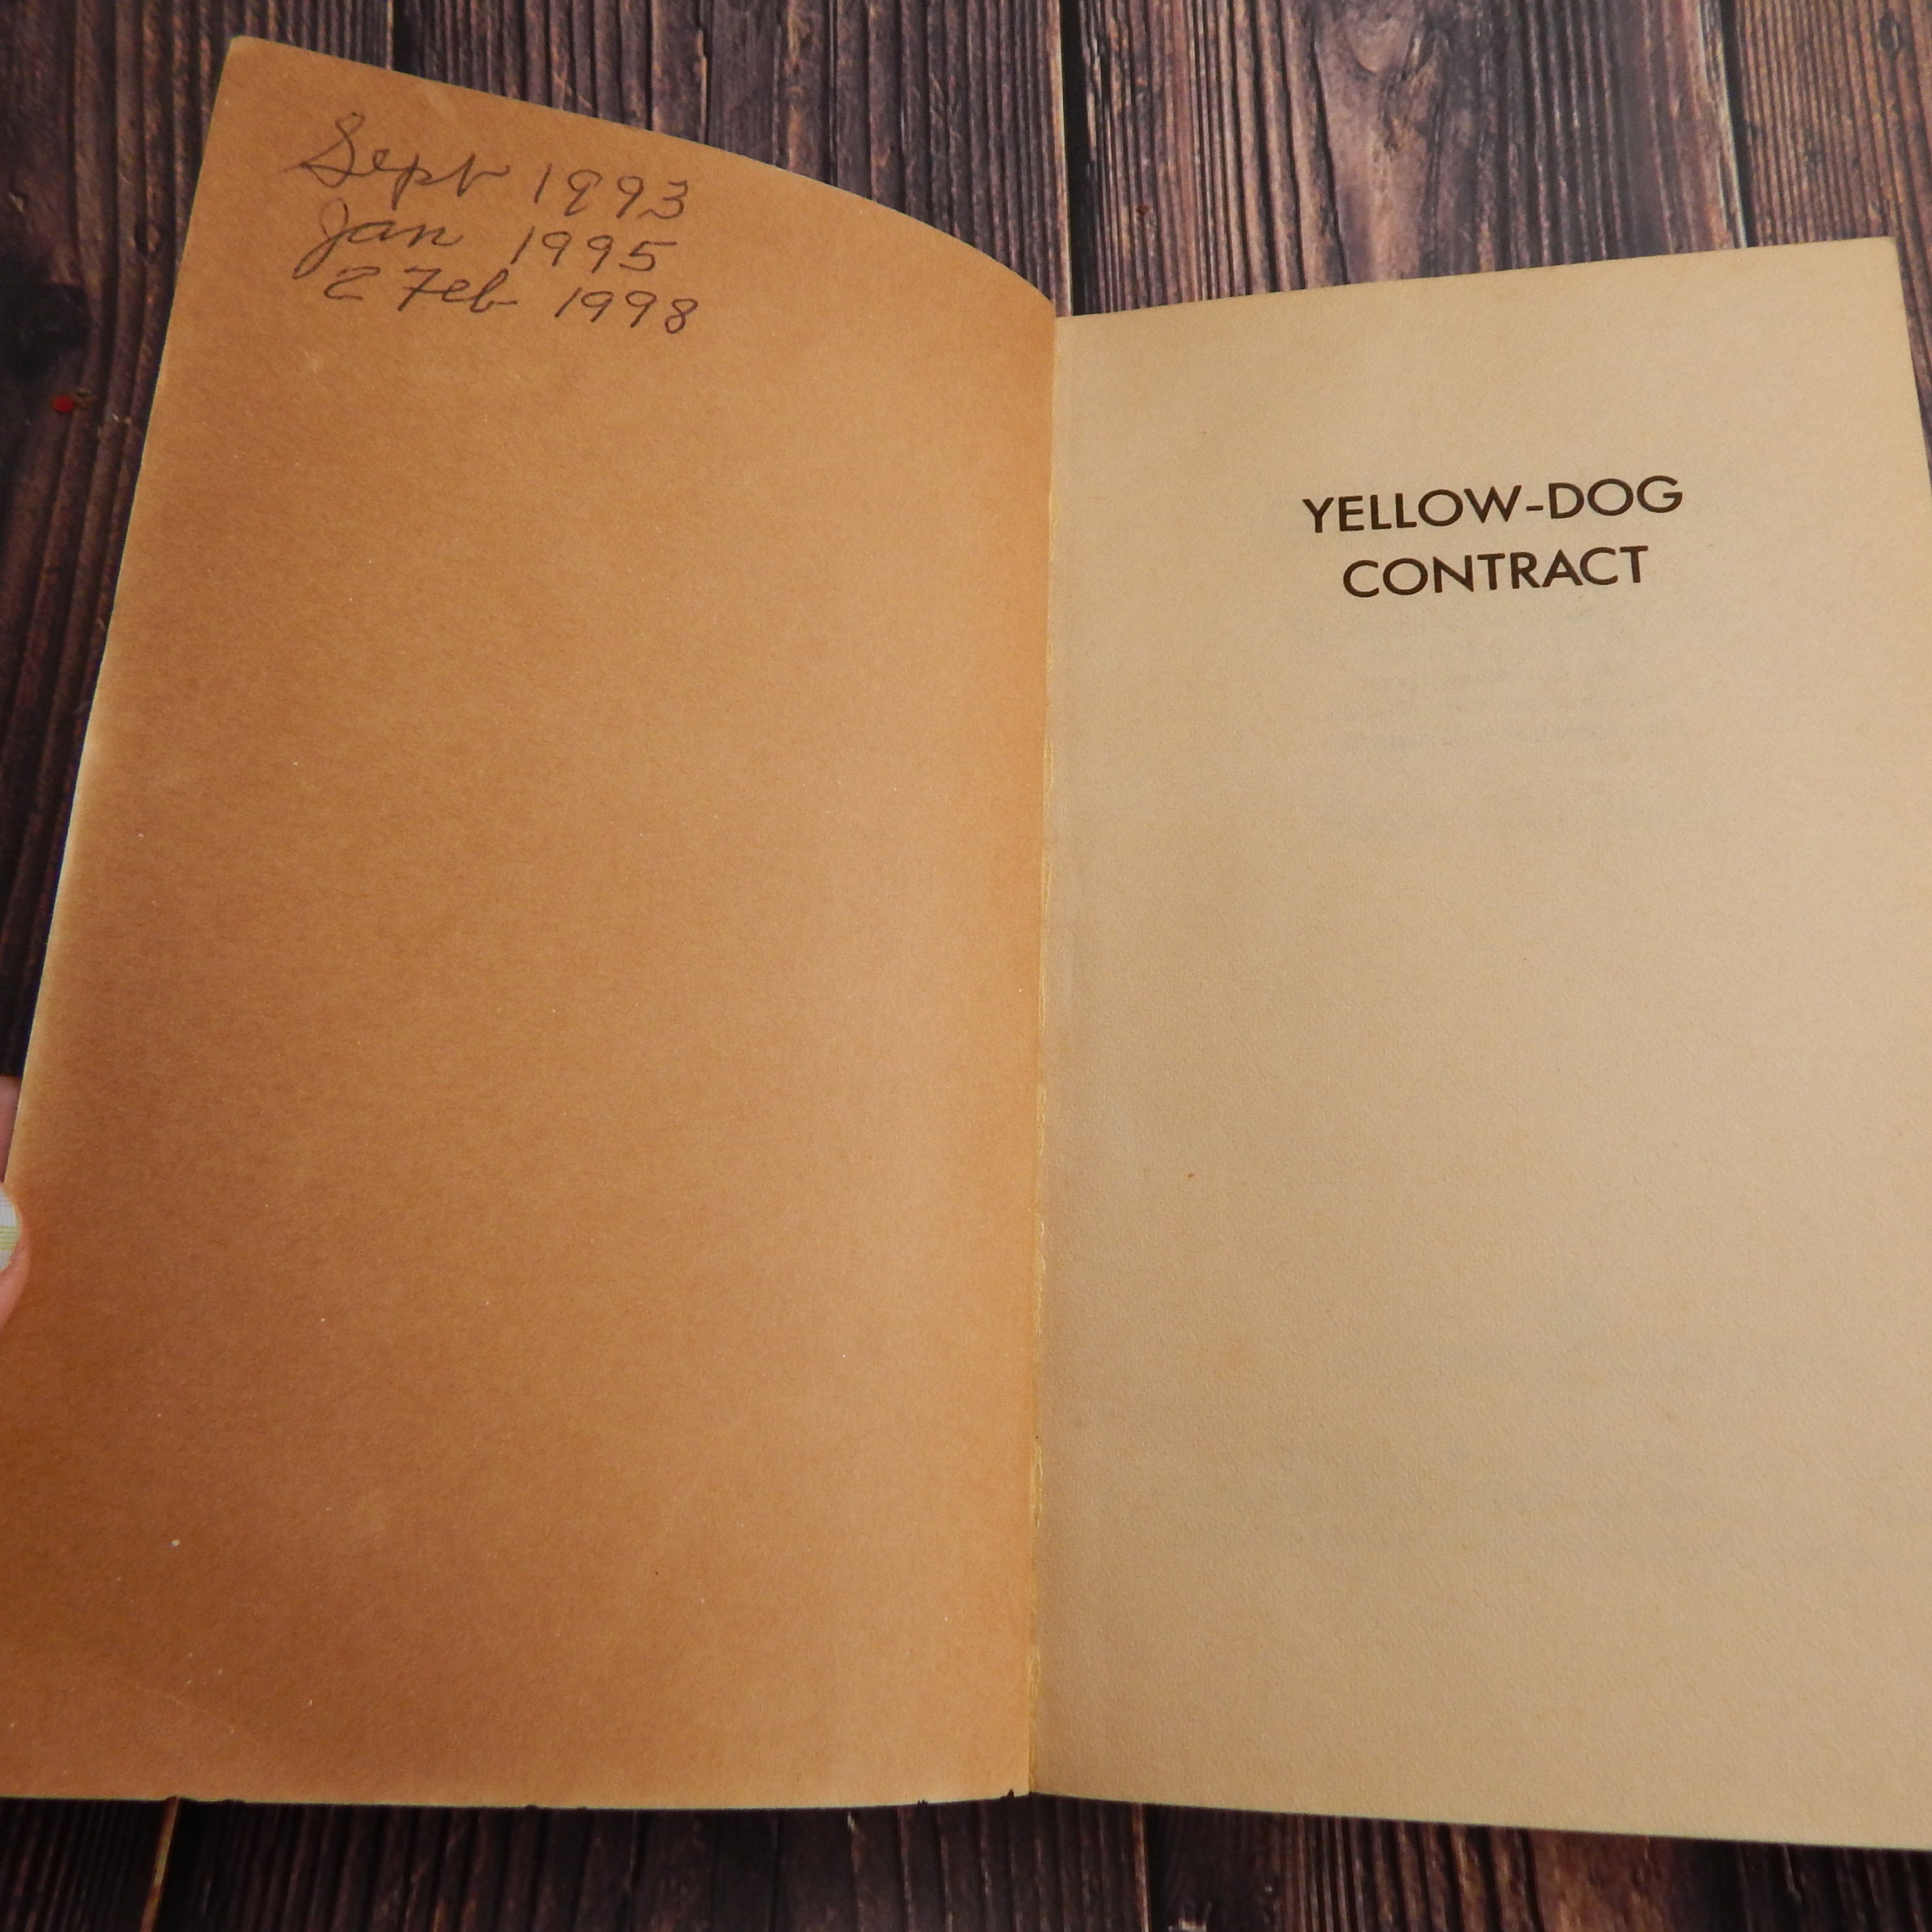 Sept 1993
Jan 1995
2 Feb 1998
YELLOW-DOG
CONTRACT